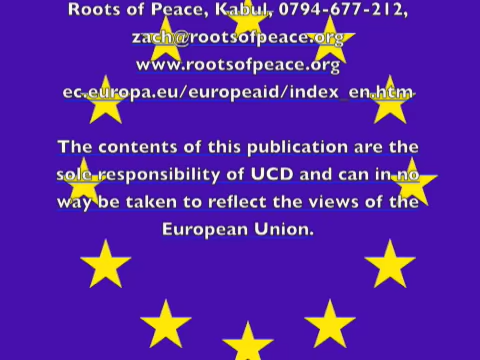 Roots of Peace, Kabul, 0794-677-212,
zach@rootsofpeace.org
www.rootsofpeace.org
ec.europa.eu/europeaid/index_en.htm
The contents of this publication are the
sole responsibility of UCD and can in no
way be taken to reflect the views of the
European Union.